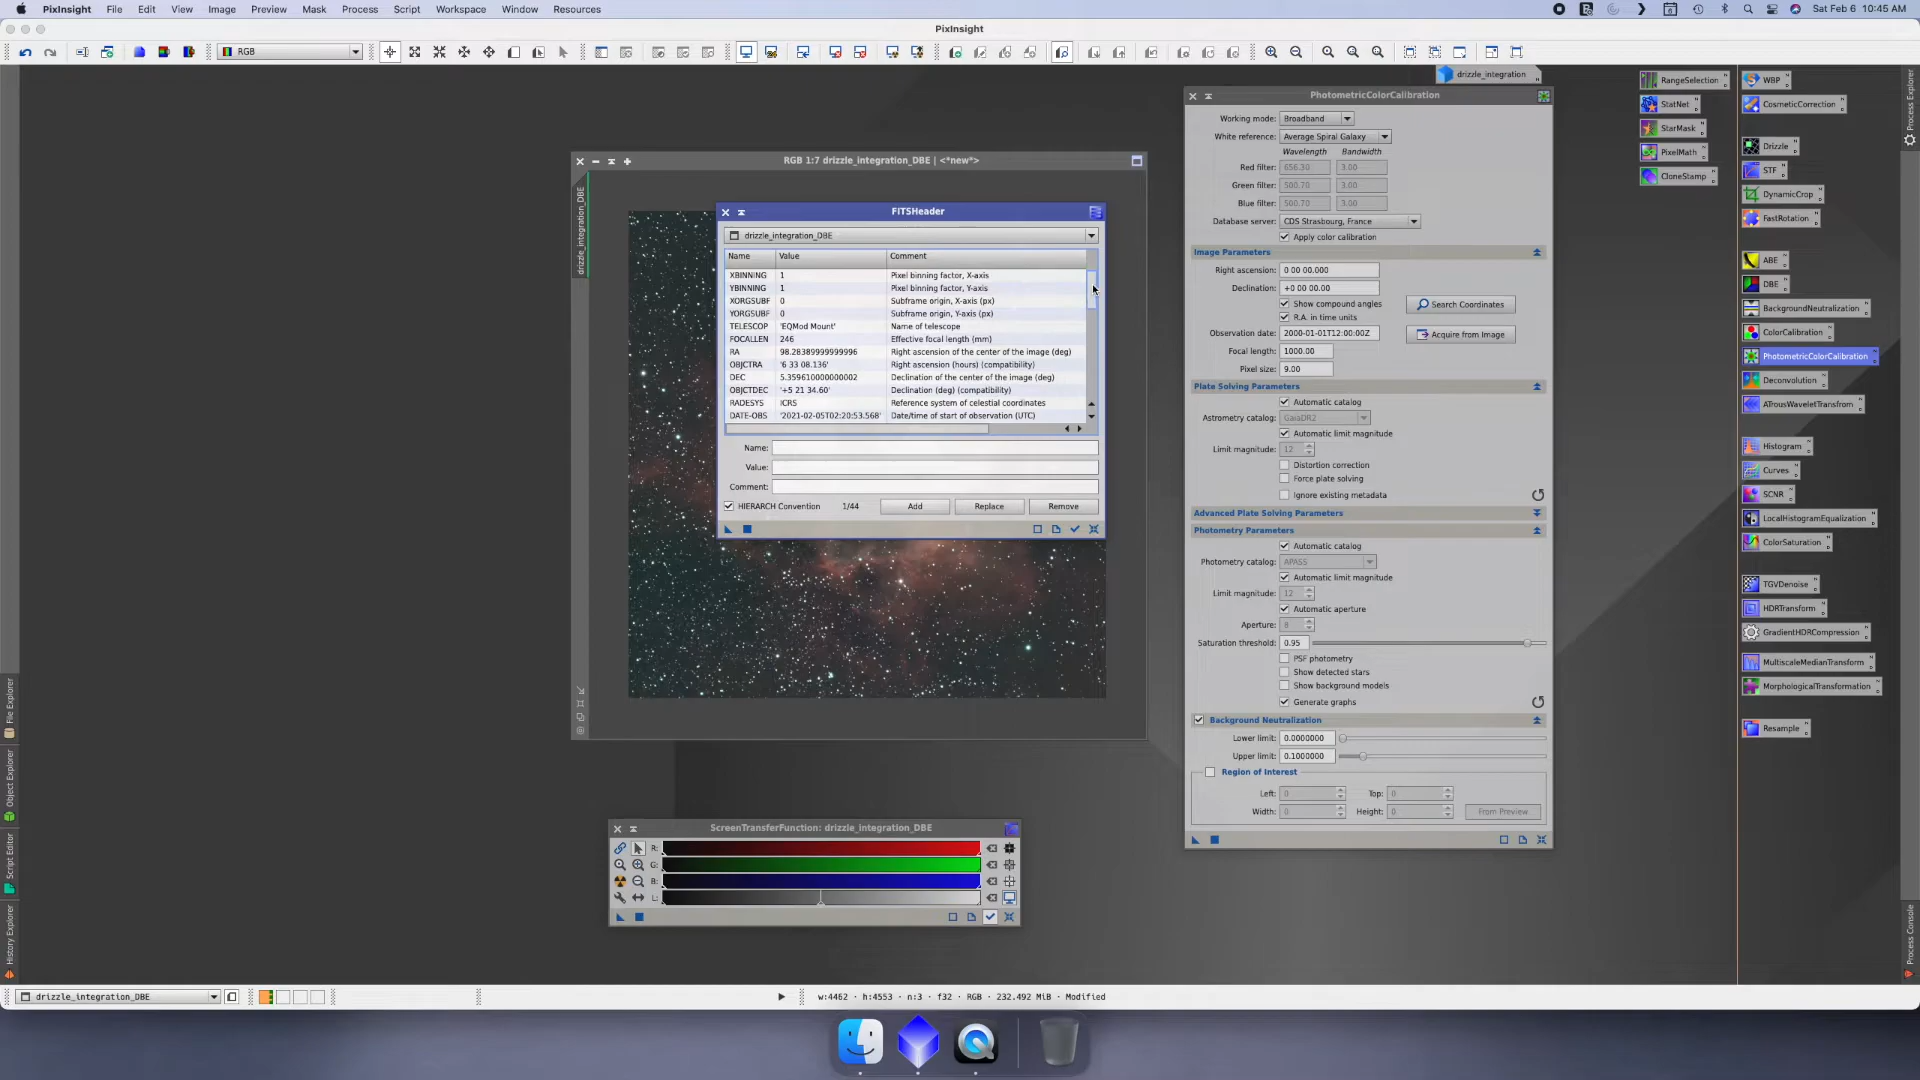 PixInsight File Edit View Image Preview Mask Process Script Workspace Window Resources Sat Feb 6 10:45 AM
PixInsight
RGB
drizzle_integration
RangeSelection
StatNet
StarMask
PixelMath
CloneStamp
WBP
CosmeticCorrection
Drizzle
STF
DynamicCrop
FastRotation
ABE
DBE
BackgroundNeutralization
ColorCalibration
PhotometricColorCalibration
Deconvolution
ATrousWaveletTransfrom
Histogram
Curves
SCNR
LocalHistogramEqualization
ColorSaturation
TGVDenoise
HDRTransform
GradientHDRCompression
MultiscaleMedianTransform
MorphologicalTransformation
Resample
Process Explorer
Process Console
File Explorer
Object Explorer
Script Editor
History Explorer
RGB 1:7 drizzle_integration_DBE | <*new*>
drizzle_integration_DBE
FITSHeader
drizzle_integration_DBE
Name Value Comment
XBINNING 1 Pixel binning factor, X-axis
YBINNING 1 Pixel binning factor, Y-axis
XORGSUBF 0 Subframe origin, X-axis (px)
YORGSUBF 0 Subframe origin, Y-axis (px)
TELESCOP 'EQMod Mount' Name of telescope
FOCALLEN 246 Effective focal length (mm)
RA 98.28389999999996 Right ascension of the center of the image (deg)
OBJCTRA '6 33 08.136' Right ascension (hours) (compatibility)
DEC 5.359610000000002 Declination of the center of the image (deg)
OBJCTDEC '+5 21 34.60' Declination (deg) (compatibility)
RADESYS ICRS Reference system of celestial coordinates
DATE-OBS '2021-02-05T02:20:53.568' Date/time of start of observation (UTC)
Name:
Value:
Comment:
HIERARCH Convention 1/44 Add Replace Remove
ScreenTransferFunction: drizzle_integration_DBE
R:
G:
B:
L:
PhotometricColorCalibration
Working mode: Broadband
White reference: Average Spiral Galaxy
Wavelength Bandwidth
Red filter: 656.30 3.00
Green filter: 500.70 3.00
Blue filter: 500.70 3.00
Database server: CDS Strasbourg, France
Apply color calibration
Image Parameters
Right ascension: 0 00 00.000
Declination: +0 00 00.00
Show compound angles Search Coordinates
R.A. in time units
Observation date: 2000-01-01T12:00:00Z Acquire from Image
Focal length: 1000.00
Pixel size: 9.00
Plate Solving Parameters
Automatic catalog
Astrometry catalog: GaiaDR2
Automatic limit magnitude
Limit magnitude: 12
Distortion correction
Force plate solving
Ignore existing metadata
Advanced Plate Solving Parameters
Photometry Parameters
Automatic catalog
Photometry catalog: APASS
Automatic limit magnitude
Limit magnitude: 12
Automatic aperture
Aperture: 8
Saturation threshold: 0.95
PSF photometry
Show detected stars
Show background models
Generate graphs
Background Neutralization
Lower limit: 0.0000000
Upper limit: 0.1000000
Region of Interest
Left: 0 Top: 0
Width: 0 Height: 0 From Preview
drizzle_integration_DBE
w:4462 · h:4553 · n:3 · f32 · RGB · 232.492 MiB · Modified